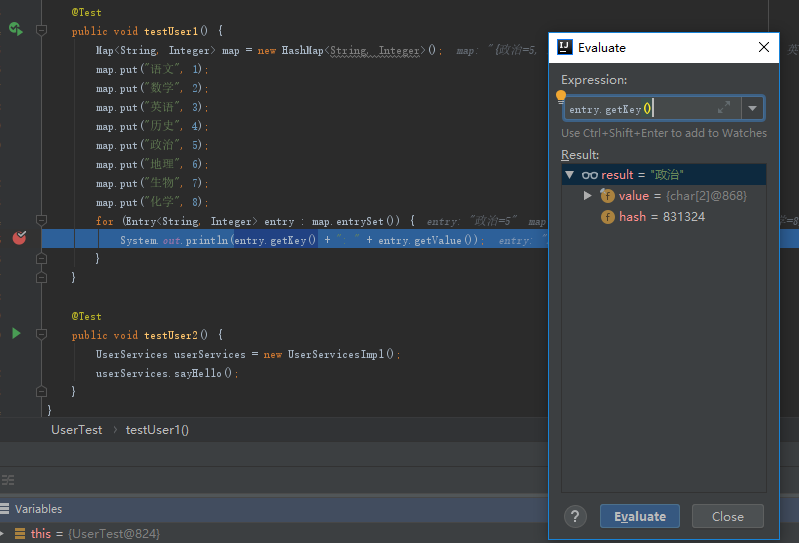 @Test
public void testUser1() {
Map<String, Integer> map = new HashMap<String, Integer>();  map: "{政治=5,
map.put("语文", 1);
map.put("数学", 2);
map.put("英语", 3);
map.put("历史", 4);
map.put("政治", 5);
map.put("地理", 6);
map.put("生物", 7);
map.put("化学", 8);
for (Entry<String, Integer> entry : map.entrySet()) {  entry: "政治=5"  map
System.out.println(entry.getKey() + ": " + entry.getValue());  entry: "
}
}
@Test
public void testUser2() {
UserServices userServices = new UserServicesImpl();
userServices.sayHello();
}
}
UserTest > testUser1()
Variables
this = {UserTest@824}
Evaluate
Expression:
entry.getKey()
Use Ctrl+Shift+Enter to add to Watches
Result:
result = "政治"
value = {char[2]@868}
hash = 831324
?
Evaluate
Close